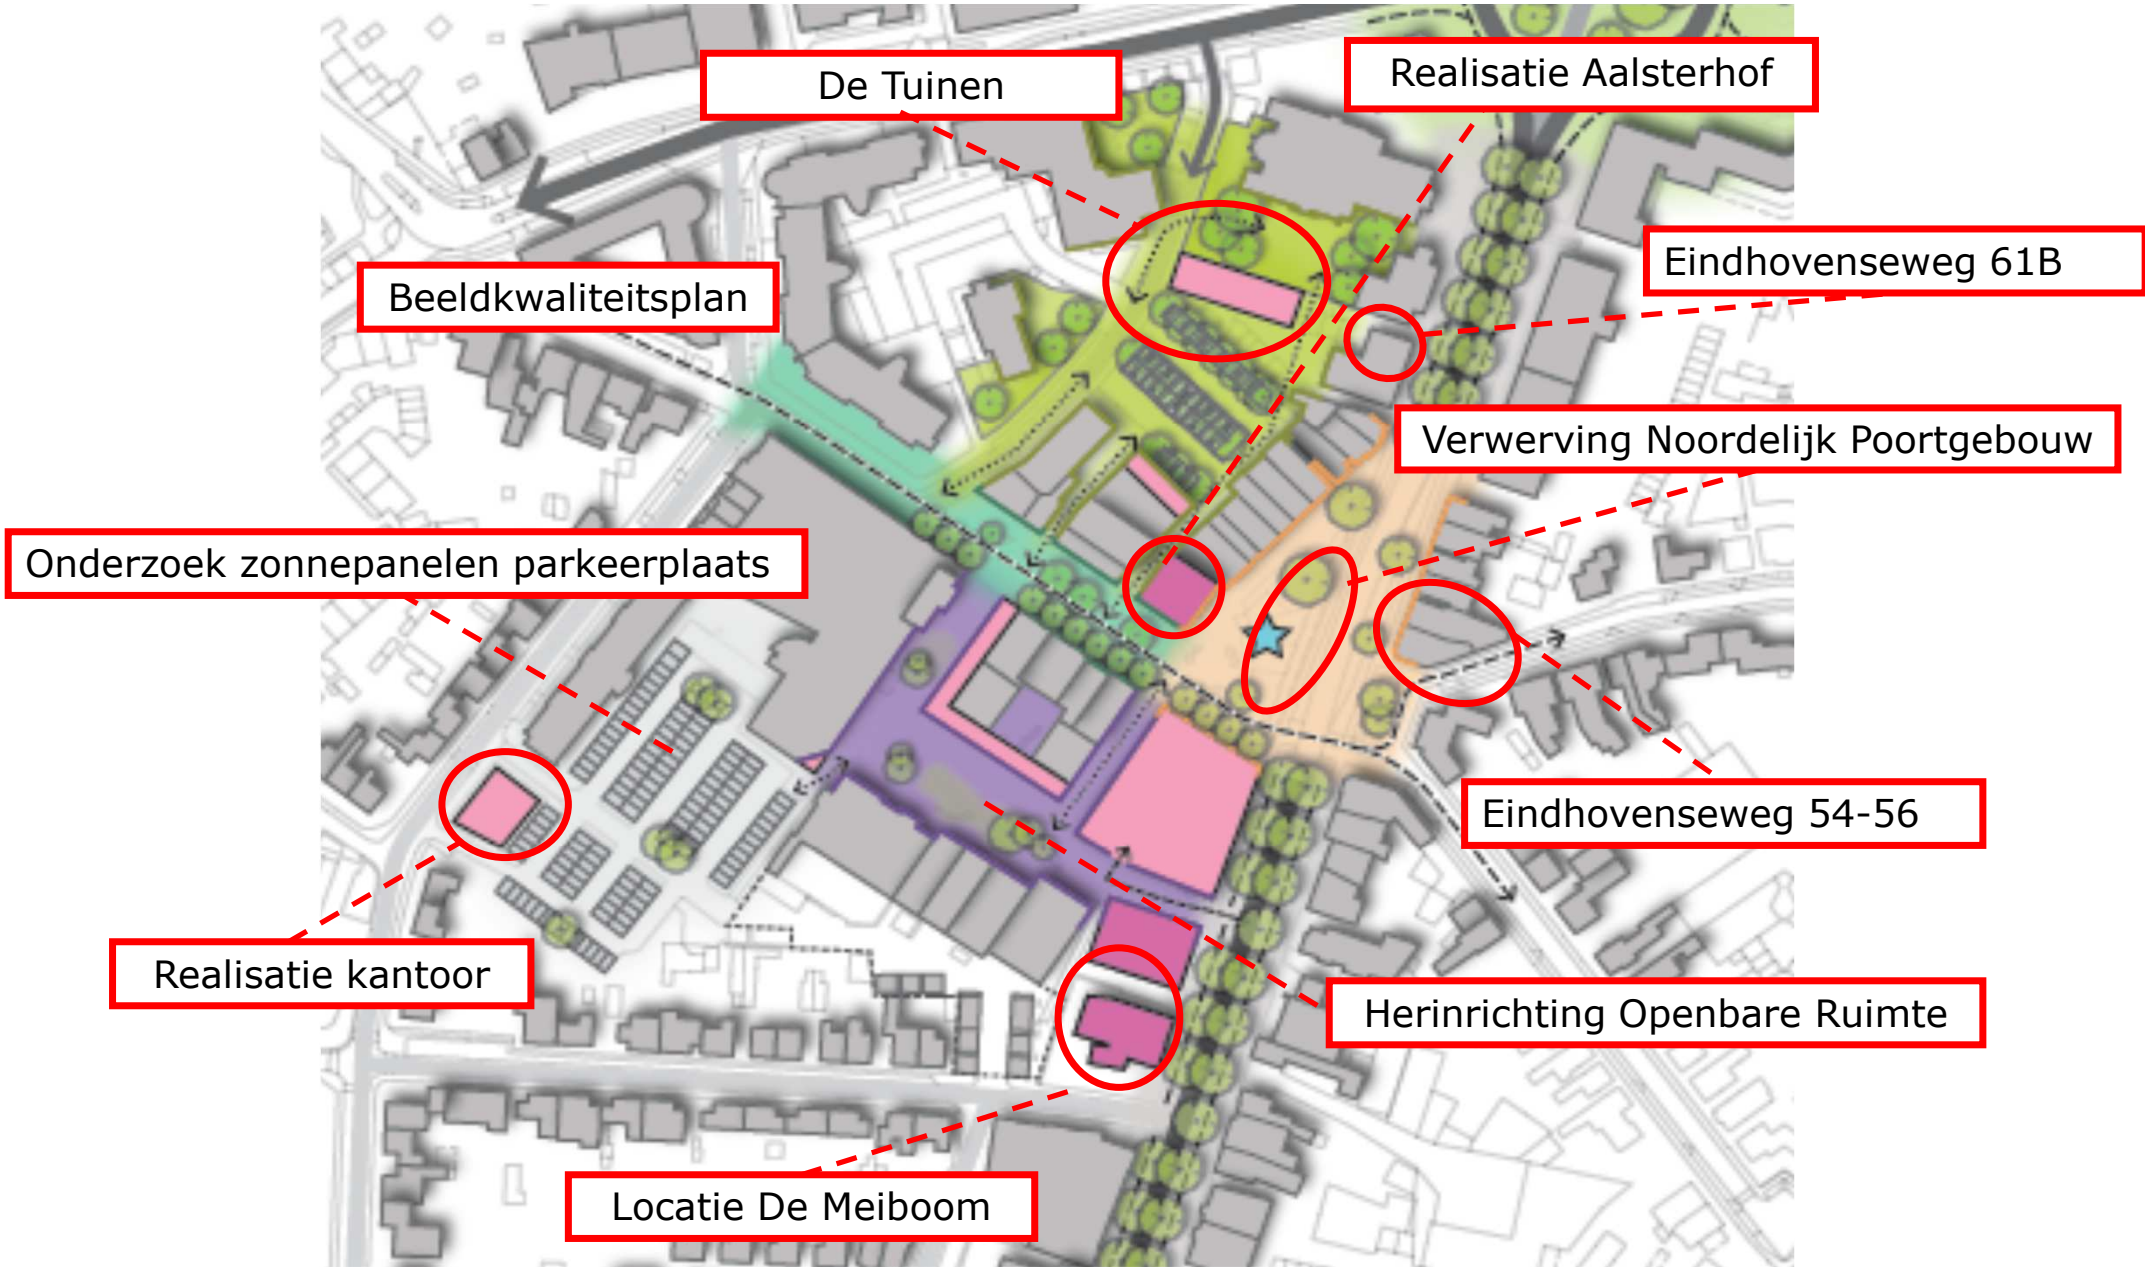 De Tuinen
Realisatie Aalsterhof
Eindhovenseweg 61B
Beeldkwaliteitsplan
Verwerving Noordelijk Poortgebouw
Onderzoek zonnepanelen parkeerplaats
Eindhovenseweg 54-56
Realisatie kantoor
Herinrichting Openbare Ruimte
Locatie De Meiboom